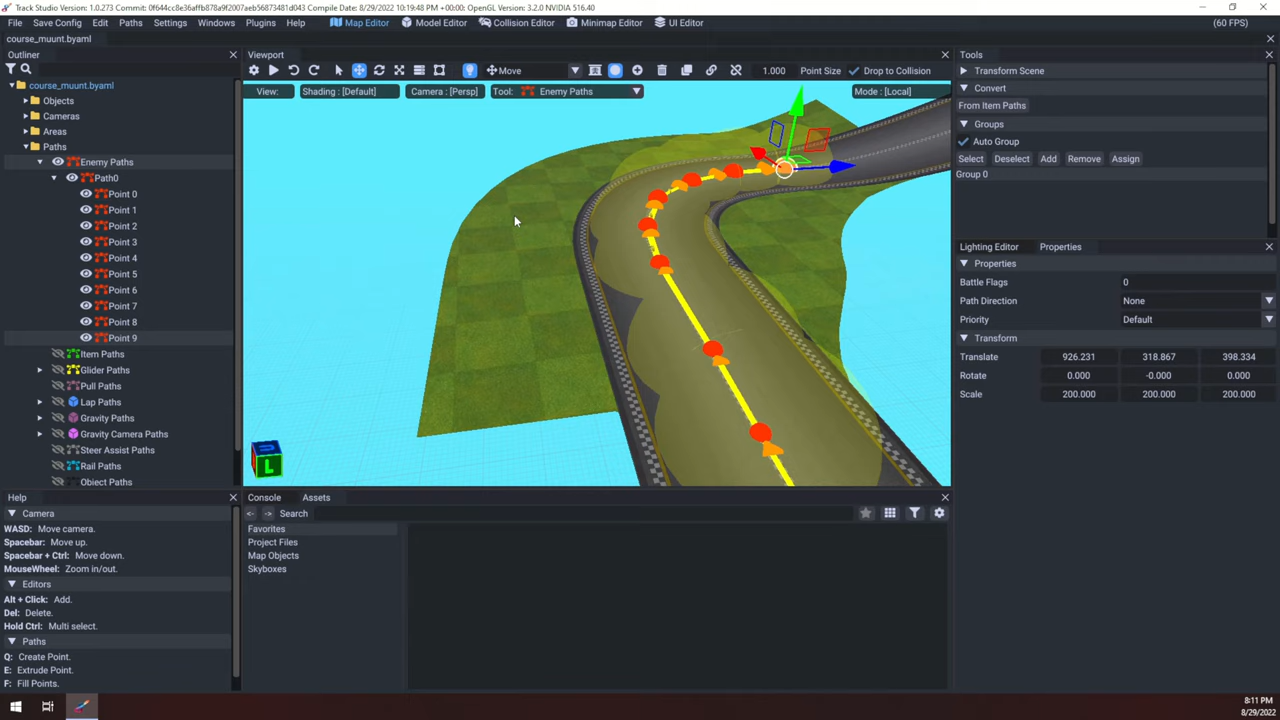 Track Studio Version: 1.0.273 Commit: 0f644cc8e36affb878a9f2007aeb56873481d043 Compile Date: 8/29/2022 10:19:48 PM +00:00: OpenGL Version: 3.2.0 NVIDIA 516.40
File Save Config Edit Paths Settings Windows Plugins Help Map Editor Model Editor Collision Editor Minimap Editor UI Editor (60 FPS)
course_muunt.byaml
Outliner
course_muunt.byaml
Objects
Cameras
Areas
Paths
Enemy Paths
Path0
Point 0
Point 1
Point 2
Point 3
Point 4
Point 5
Point 6
Point 7
Point 8
Point 9
Item Paths
Glider Paths
Pull Paths
Lap Paths
Gravity Paths
Gravity Camera Paths
Steer Assist Paths
Rail Paths
Object Paths
Help
Camera
WASD: Move camera.
Spacebar: Move up.
Spacebar + Ctrl: Move down.
MouseWheel: Zoom in/out.
Editors
Alt + Click: Add.
Del: Delete.
Hold Ctrl: Multi select.
Paths
Q: Create Point.
E: Extrude Point.
F: Fill Points.
Viewport
Move 1.000 Point Size Drop to Collision
View: Shading : [Default] Camera : [Persp] Tool: Enemy Paths Mode : [Local]
L
Console Assets
<- -> Search
Favorites
Project Files
Map Objects
Skyboxes
Tools
Transform Scene
Convert
From Item Paths
Groups
Auto Group
Select Deselect Add Remove Assign
Group 0
Lighting Editor Properties
Properties
Battle Flags 0
Path Direction None
Priority Default
Transform
Translate 926.231 318.867 398.334
Rotate 0.000 -0.000 0.000
Scale 200.000 200.000 200.000
8:11 PM
8/29/2022